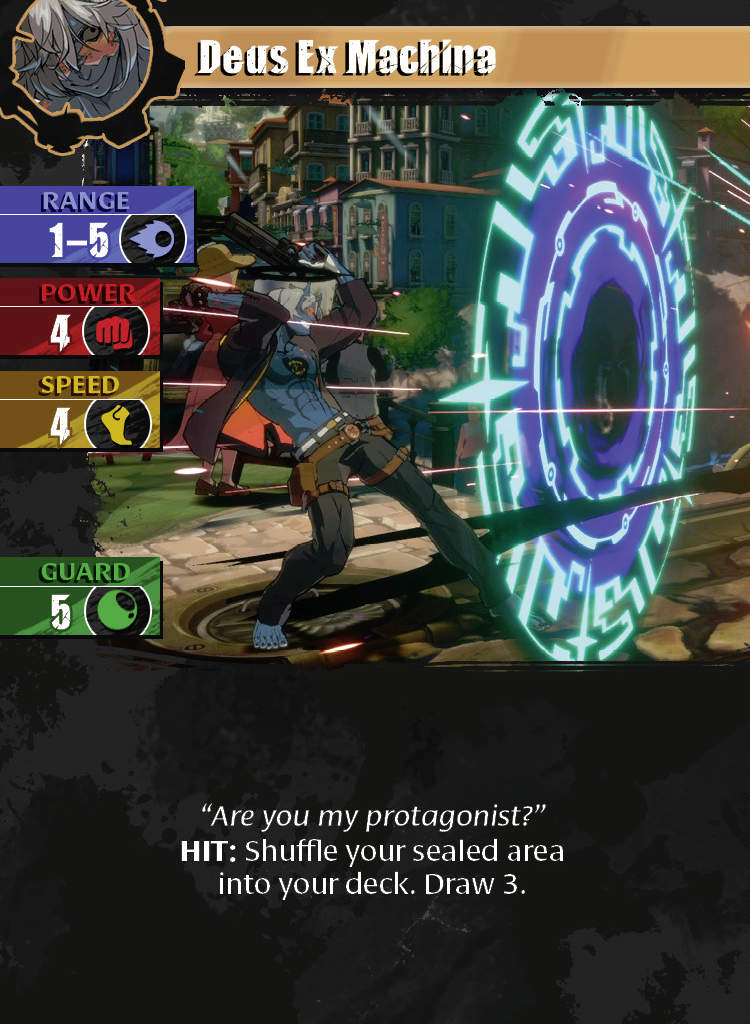 Deus Ex Machina
RANGE
1–5
POWER
4
SPEED
4
GUARD
5
“Are you my protagonist?”
HIT: Shuffle your sealed area
into your deck. Draw 3.